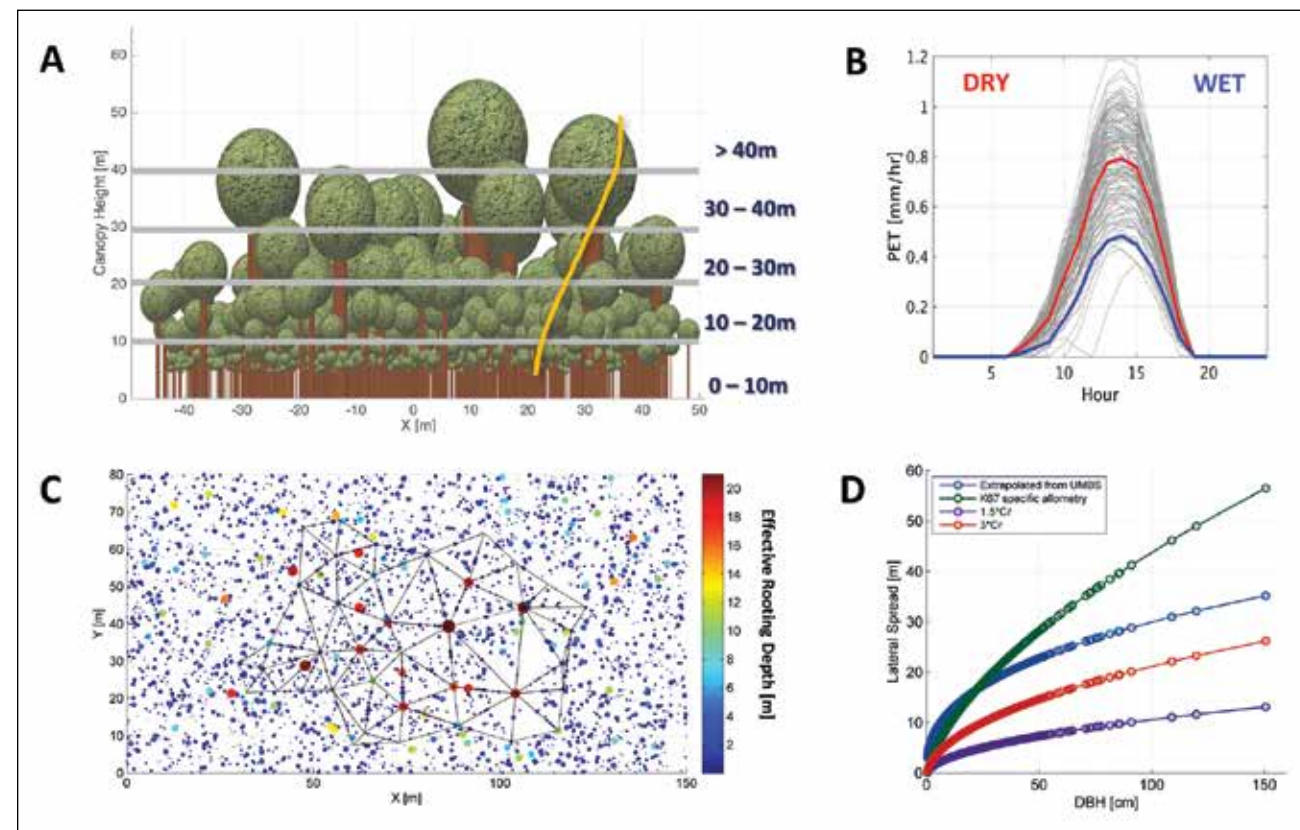 A
60
50
40
30
20
10
0
Canopy Height [m]
-40 -30 -20 -10 0 10 20 30 40 50
X [m]
> 40m
30 – 40m
20 – 30m
10 – 20m
0 – 10m
B
DRY WET
1.2
1
0.8
0.6
0.4
0.2
0
PET [mm/hr]
5 10 15 20
Hour
C
80
70
60
50
40
30
20
10
0
Y [m]
0 50 100 150
X [m]
20
18
16
14
12
10
8
6
4
2
Effective Rooting Depth [m]
D
Extrapolated from UMBS
K67 specific allometry
1.5*Cr
3*Cr
60
50
40
30
20
10
0
Lateral Spread [m]
0 50 100 150
DBH [cm]